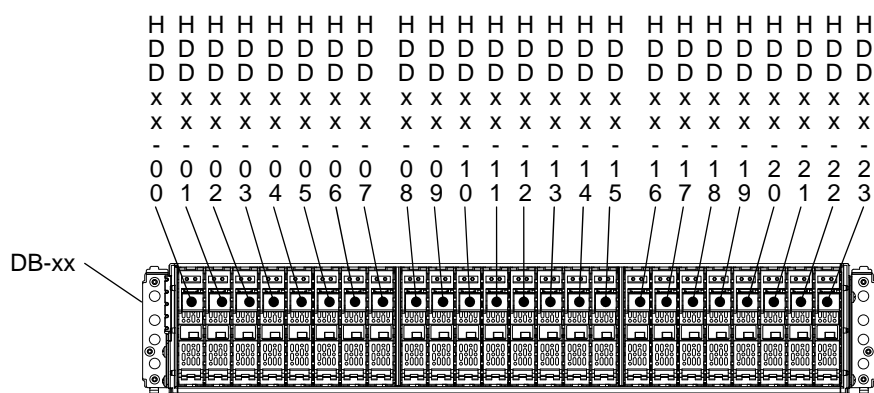 HDDxx-00
HDDxx-01
HDDxx-02
HDDxx-03
HDDxx-04
HDDxx-05
HDDxx-06
HDDxx-07
HDDxx-08
HDDxx-09
HDDxx-10
HDDxx-11
HDDxx-12
HDDxx-13
HDDxx-14
HDDxx-15
HDDxx-16
HDDxx-17
HDDxx-18
HDDxx-19
HDDxx-20
HDDxx-21
HDDxx-22
HDDxx-23
DB-xx